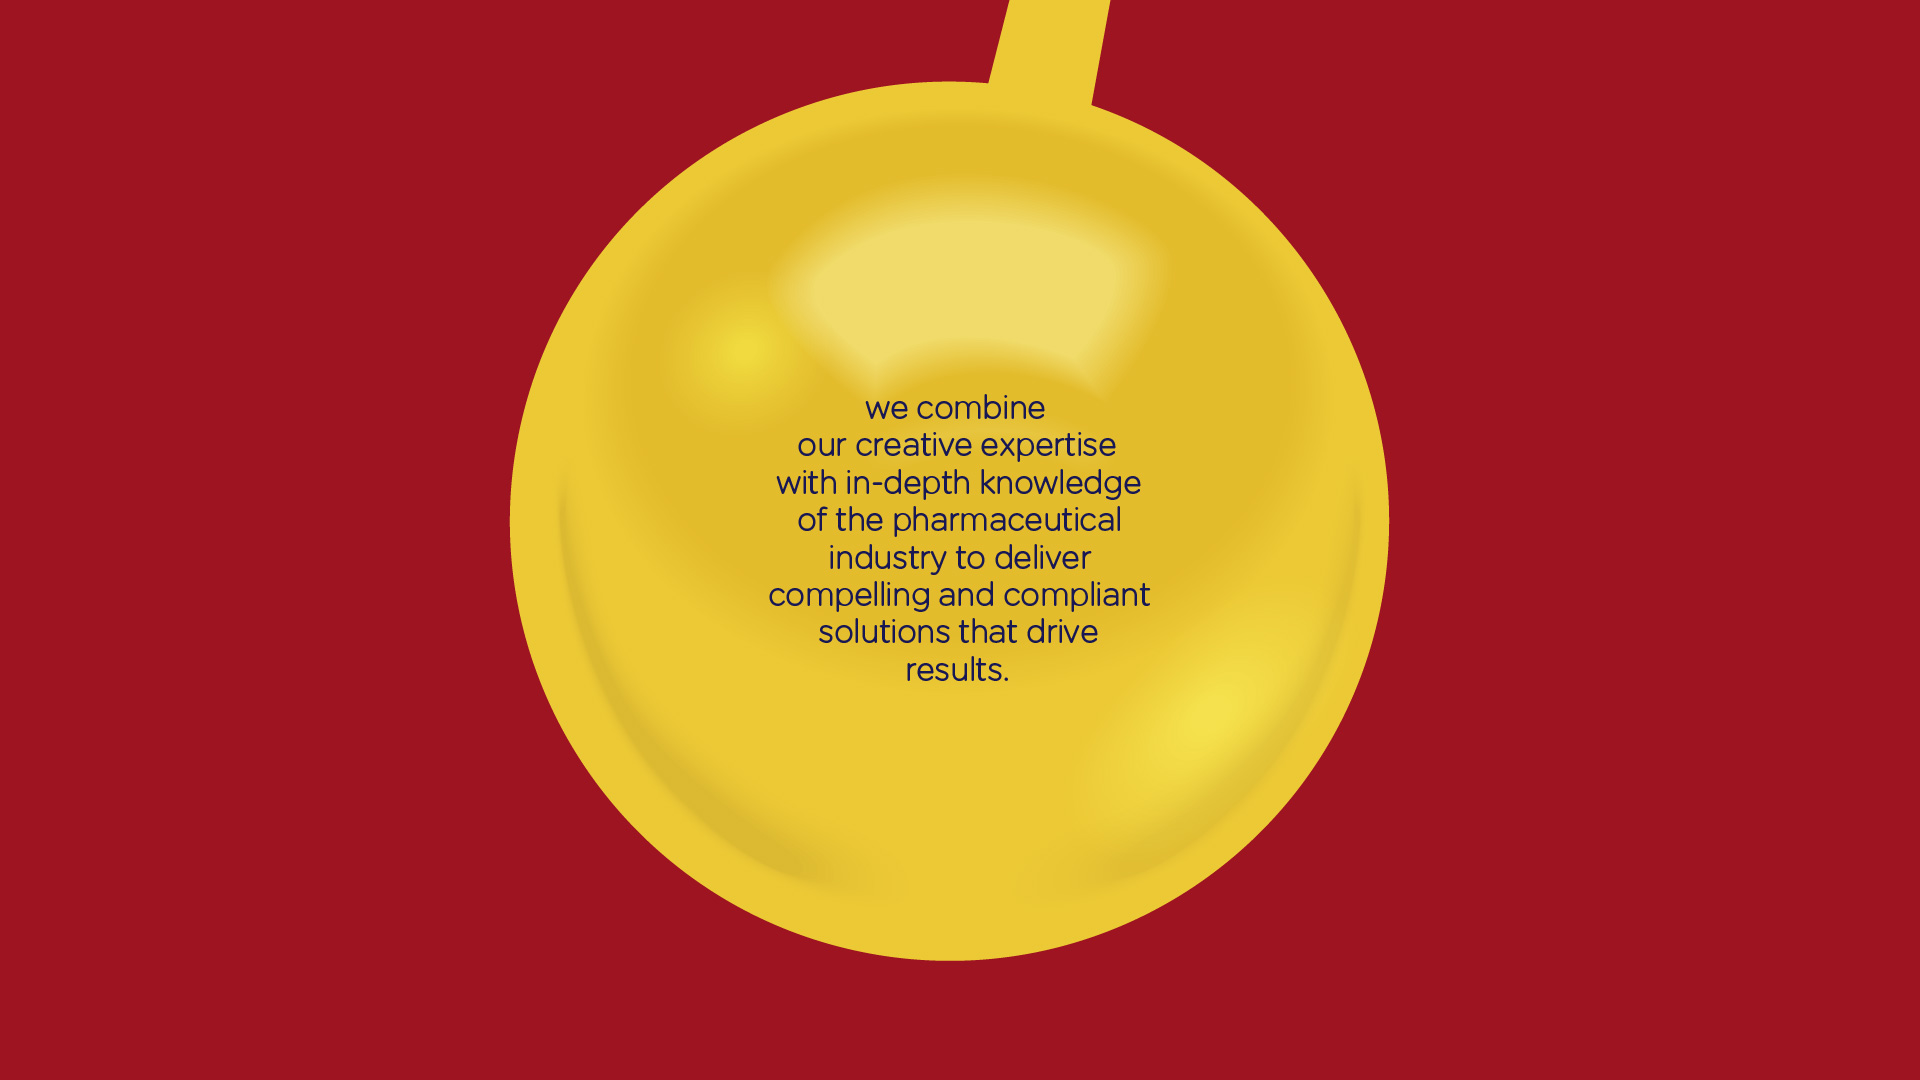 we combine
our creative expertise
with in-depth knowledge
of the pharmaceutical
industry to deliver
compelling and compliant
solutions that drive
results.